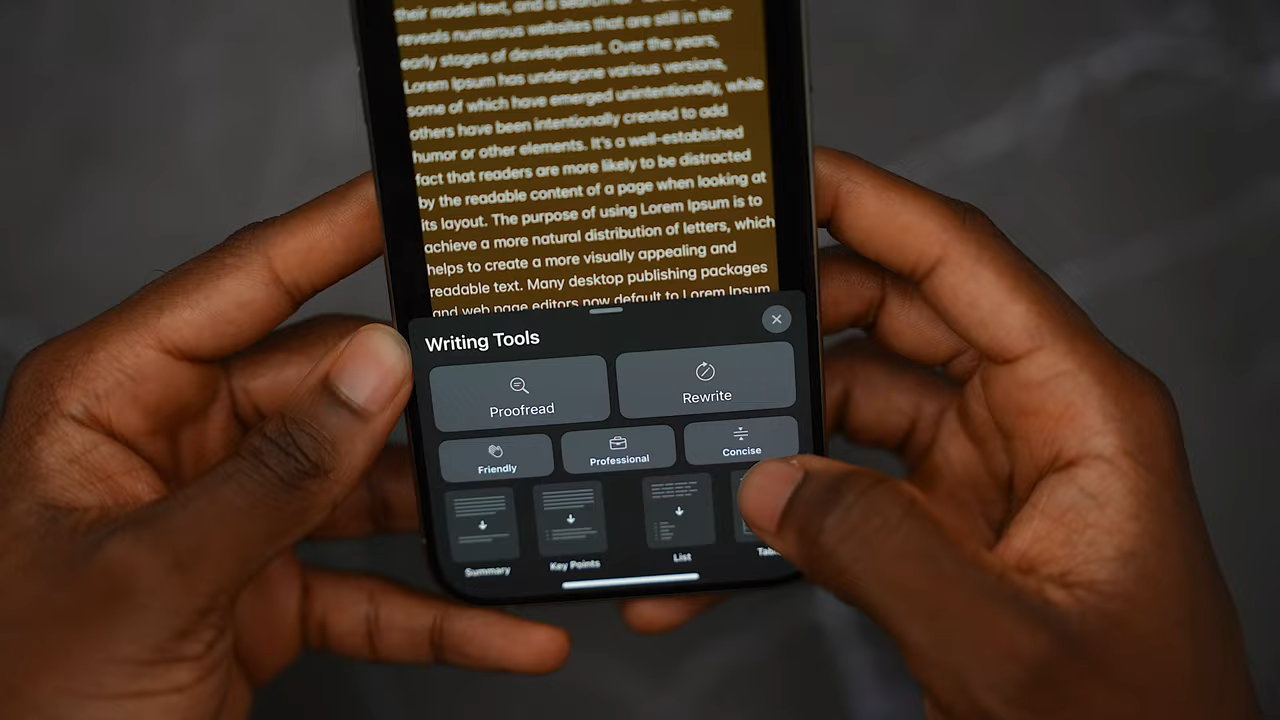 their model text, and a search for
reveals numerous websites that are still in their
early stages of development. Over the years,
Lorem Ipsum has undergone various versions,
some of which have emerged unintentionally, while
others have been intentionally created to add
humor or other elements. It's a well-established
fact that readers are more likely to be distracted
by the readable content of a page when looking at
its layout. The purpose of using Lorem Ipsum is to
achieve a more natural distribution of letters, which
helps to create a more visually appealing and
readable text. Many desktop publishing packages
and web page editors now default to Lorem Ipsum
Writing Tools
Proofread
Rewrite
Friendly
Professional
Concise
Summary
Key Points
List